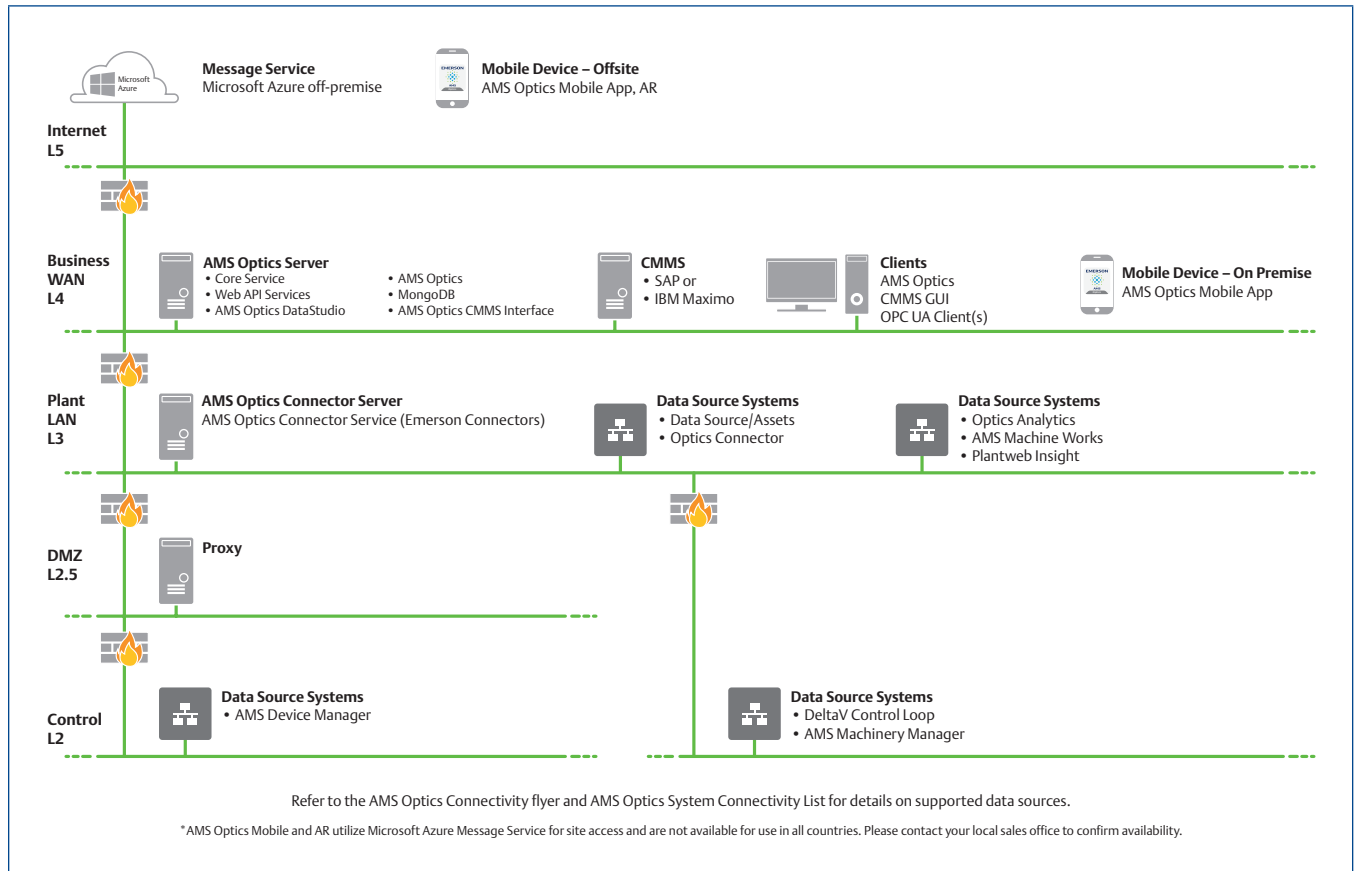 Microsoft
Azure
Message Service
Microsoft Azure off-premise
EMERSON
AMS
Mobile Device – Offsite
AMS Optics Mobile App, AR
Internet
L5
Business
WAN
L4
AMS Optics Server
• Core Service
• Web API Services
• AMS Optics DataStudio
• AMS Optics
• MongoDB
• AMS Optics CMMS Interface
CMMS
• SAP or
• IBM Maximo
Clients
AMS Optics
CMMS GUI
OPC UA Client(s)
EMERSON
AMS
Mobile Device – On Premise
AMS Optics Mobile App
Plant
LAN
L3
AMS Optics Connector Server
AMS Optics Connector Service (Emerson Connectors)
Data Source Systems
• Data Source/Assets
• Optics Connector
Data Source Systems
• Optics Analytics
• AMS Machine Works
• Plantweb Insight
DMZ
L2.5
Proxy
Control
L2
Data Source Systems
• AMS Device Manager
Data Source Systems
• DeltaV Control Loop
• AMS Machinery Manager
Refer to the AMS Optics Connectivity flyer and AMS Optics System Connectivity List for details on supported data sources.
*AMS Optics Mobile and AR utilize Microsoft Azure Message Service for site access and are not available for use in all countries. Please contact your local sales office to confirm availability.